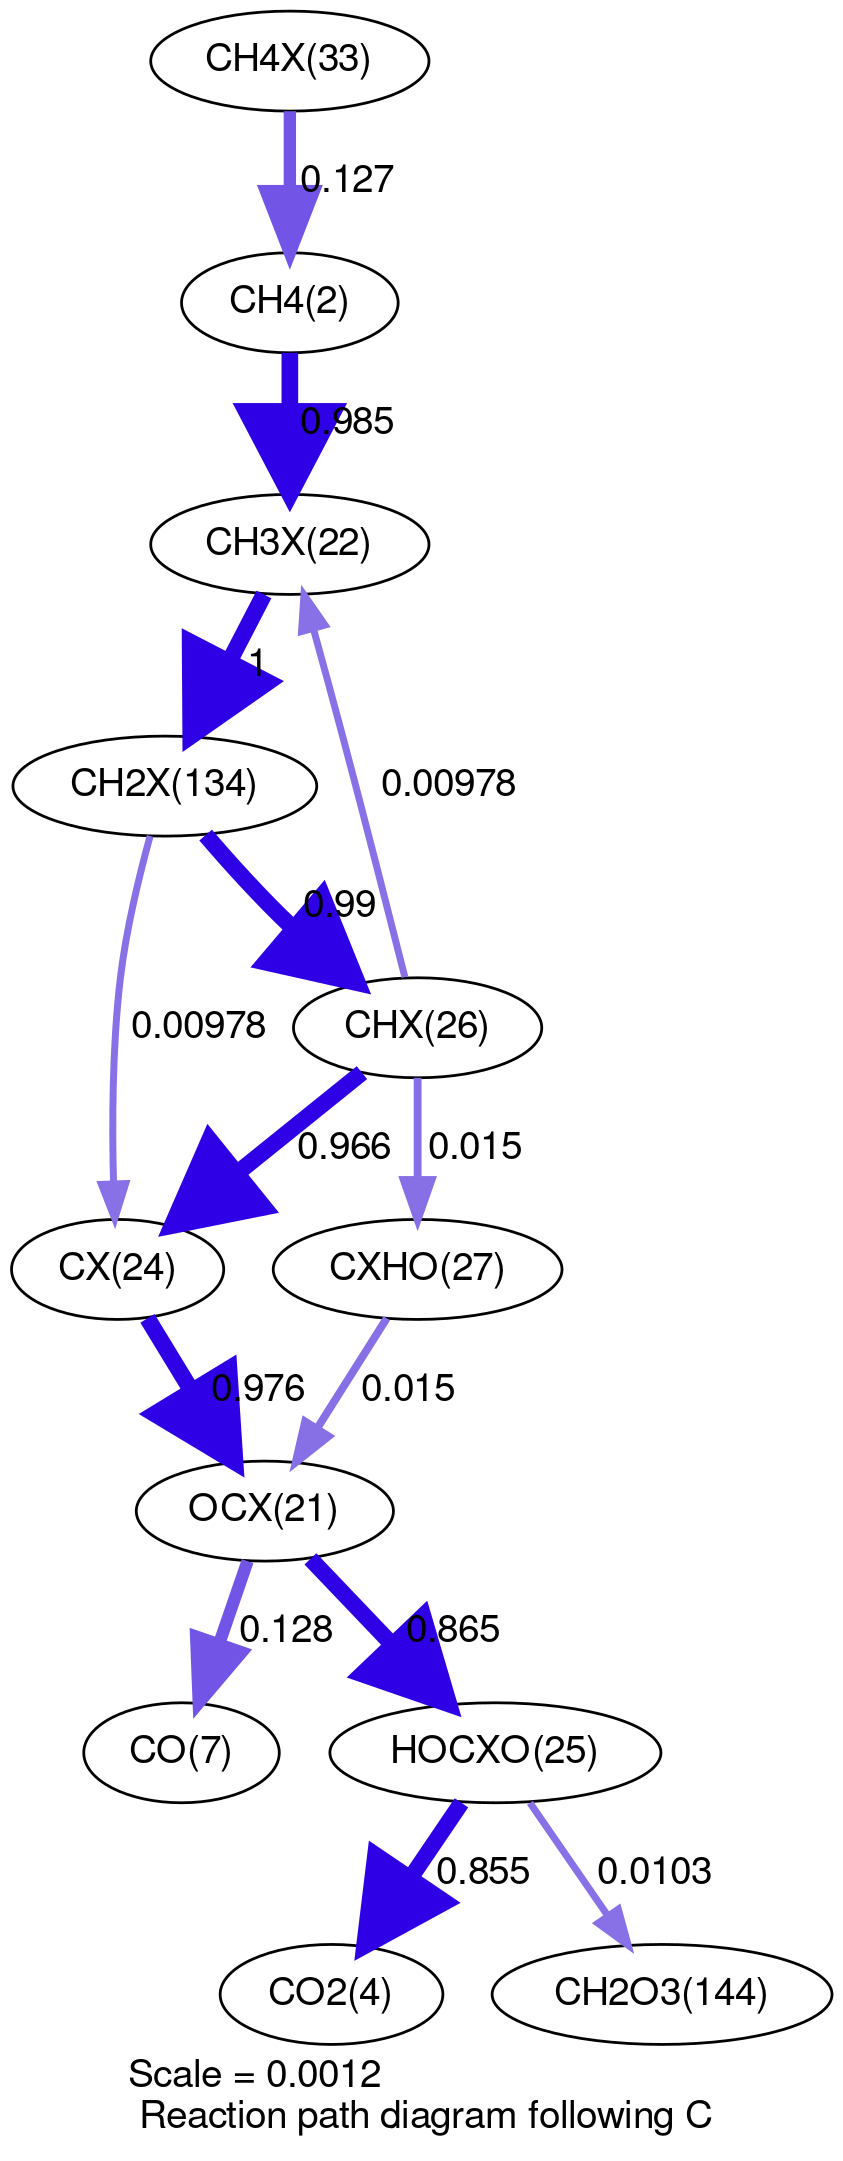 CH4X(33)
0.127
CH4(2)
0.985
CH3X(22)
1
CH2X(134)
0.00978
0.99
CHX(26)
0.00978
0.966
0.015
CX(24)
CXHO(27)
0.976
0.015
OCX(21)
0.128
0.865
CO(7)
HOCXO(25)
0.855
0.0103
CO2(4)
CH2O3(144)
Scale = 0.0012
Reaction path diagram following C